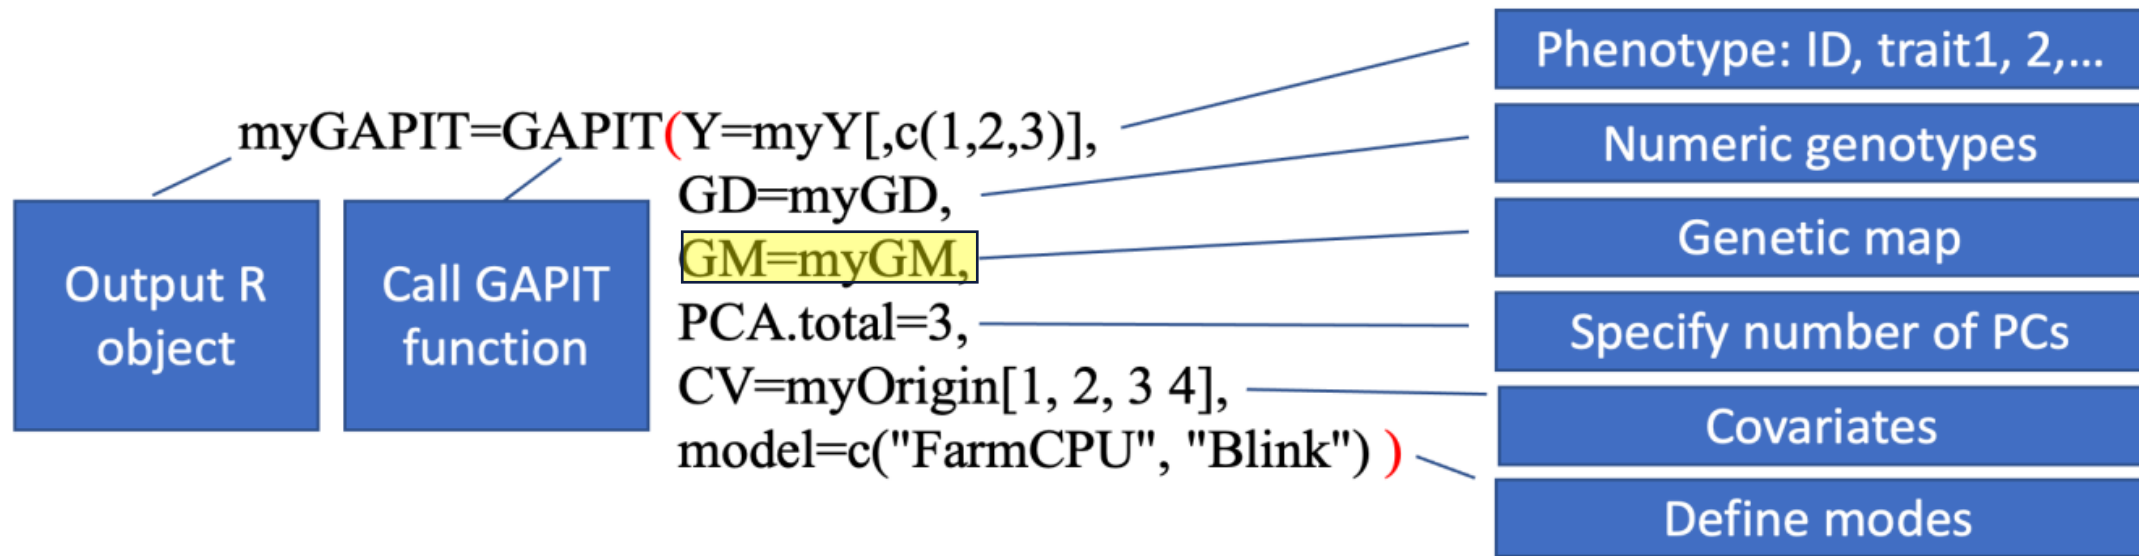 myGAPIT=GAPIT(Y=myY[,c(1,2,3)],
GD=myGD,
GM=myGM,
PCA.total=3,
CV=myOrigin[1, 2, 3 4],
model=c("FarmCPU", "Blink") )
Output R
object
Call GAPIT
function
Phenotype: ID, trait1, 2,...
Numeric genotypes
Genetic map
Specify number of PCs
Covariates
Define modes